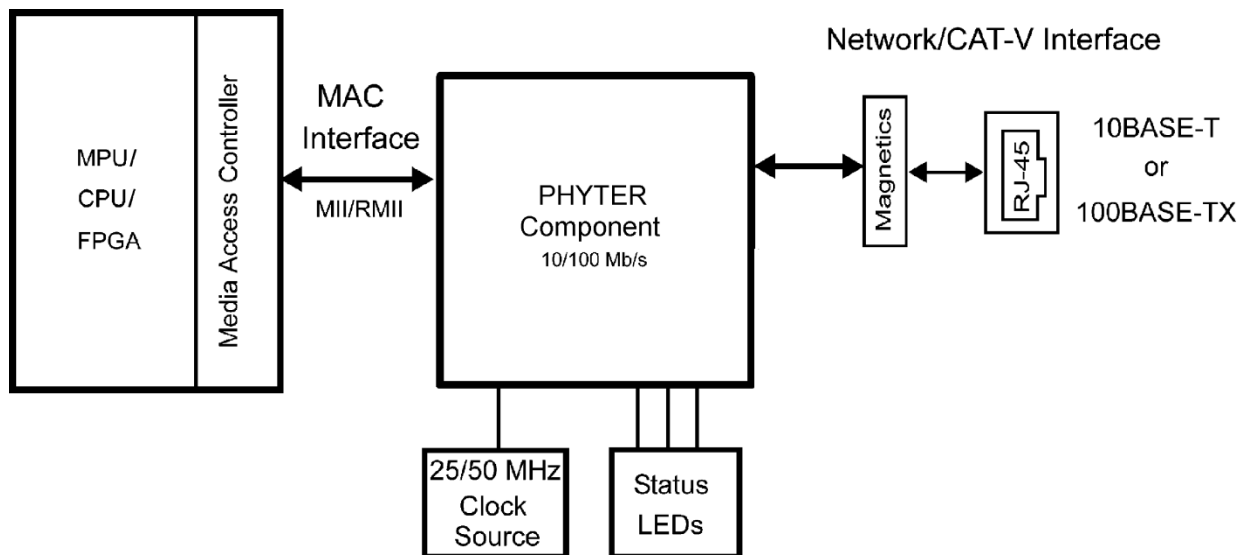 MPU/
CPU/
FPGA
Media Access Controller
MAC
Interface
MII/RMII
PHYTER
Component
10/100 Mb/s
25/50 MHz
Clock
Source
Status
LEDs
Network/CAT-V Interface
Magnetics
RJ-45
10BASE-T
or
100BASE-TX